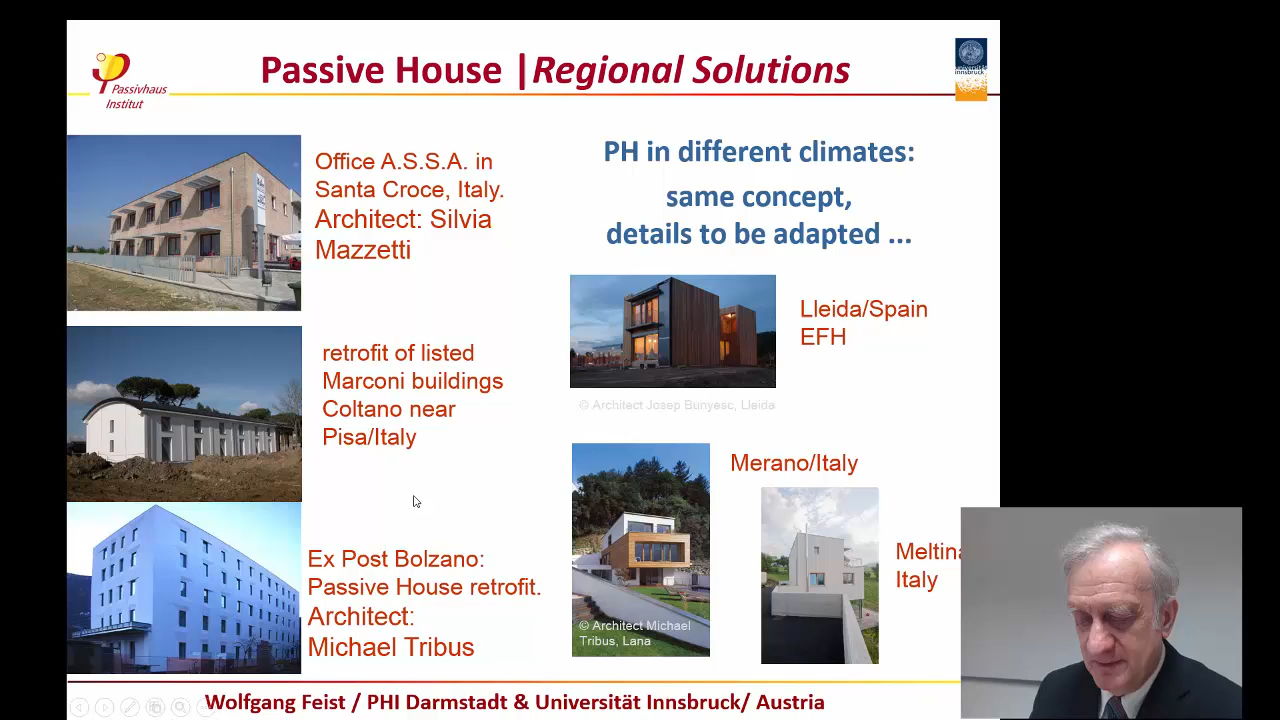 Passivhaus
Institut
Passive House | Regional Solutions
universität
innsbruck
Office A.S.S.A. in
Santa Croce, Italy.
Architect: Silvia
Mazzetti
retrofit of listed
Marconi buildings
Coltano near
Pisa/Italy
Ex Post Bolzano:
Passive House retrofit.
Architect:
Michael Tribus
PH in different climates:
same concept,
details to be adapted ...
Lleida/Spain
EFH
© Architect Josep Bunyesc, Lleida
Merano/Italy
© Architect Michael
Tribus, Lana
Meltina
Italy
Wolfgang Feist / PHI Darmstadt & Universität Innsbruck/ Austria